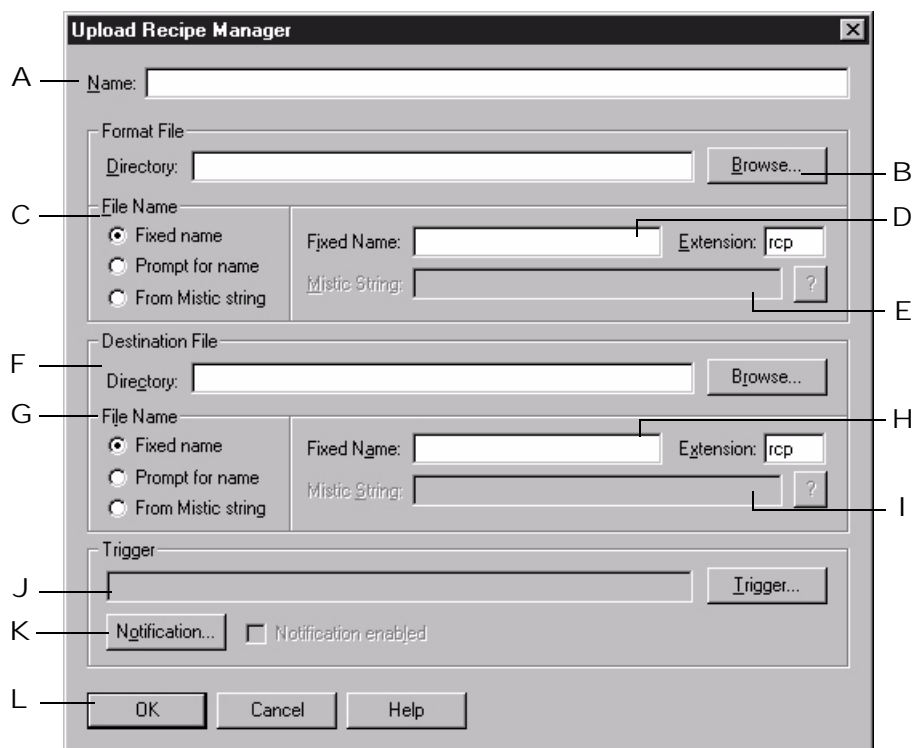 Upload Recipe Manager
A
Name:
Format File
Directory:
Browse...
B
C
File Name
Fixed name
Prompt for name
From Mistic string
Fixed Name:
D
Extension: rcp
Mistic String:
?
E
Destination File
F
Directory:
Browse...
G
File Name
Fixed name
Prompt for name
From Mistic string
Fixed Name:
H
Extension: rcp
Mistic String:
?
I
Trigger
J
Trigger...
K
Notification...
Notification enabled
L
OK
Cancel
Help